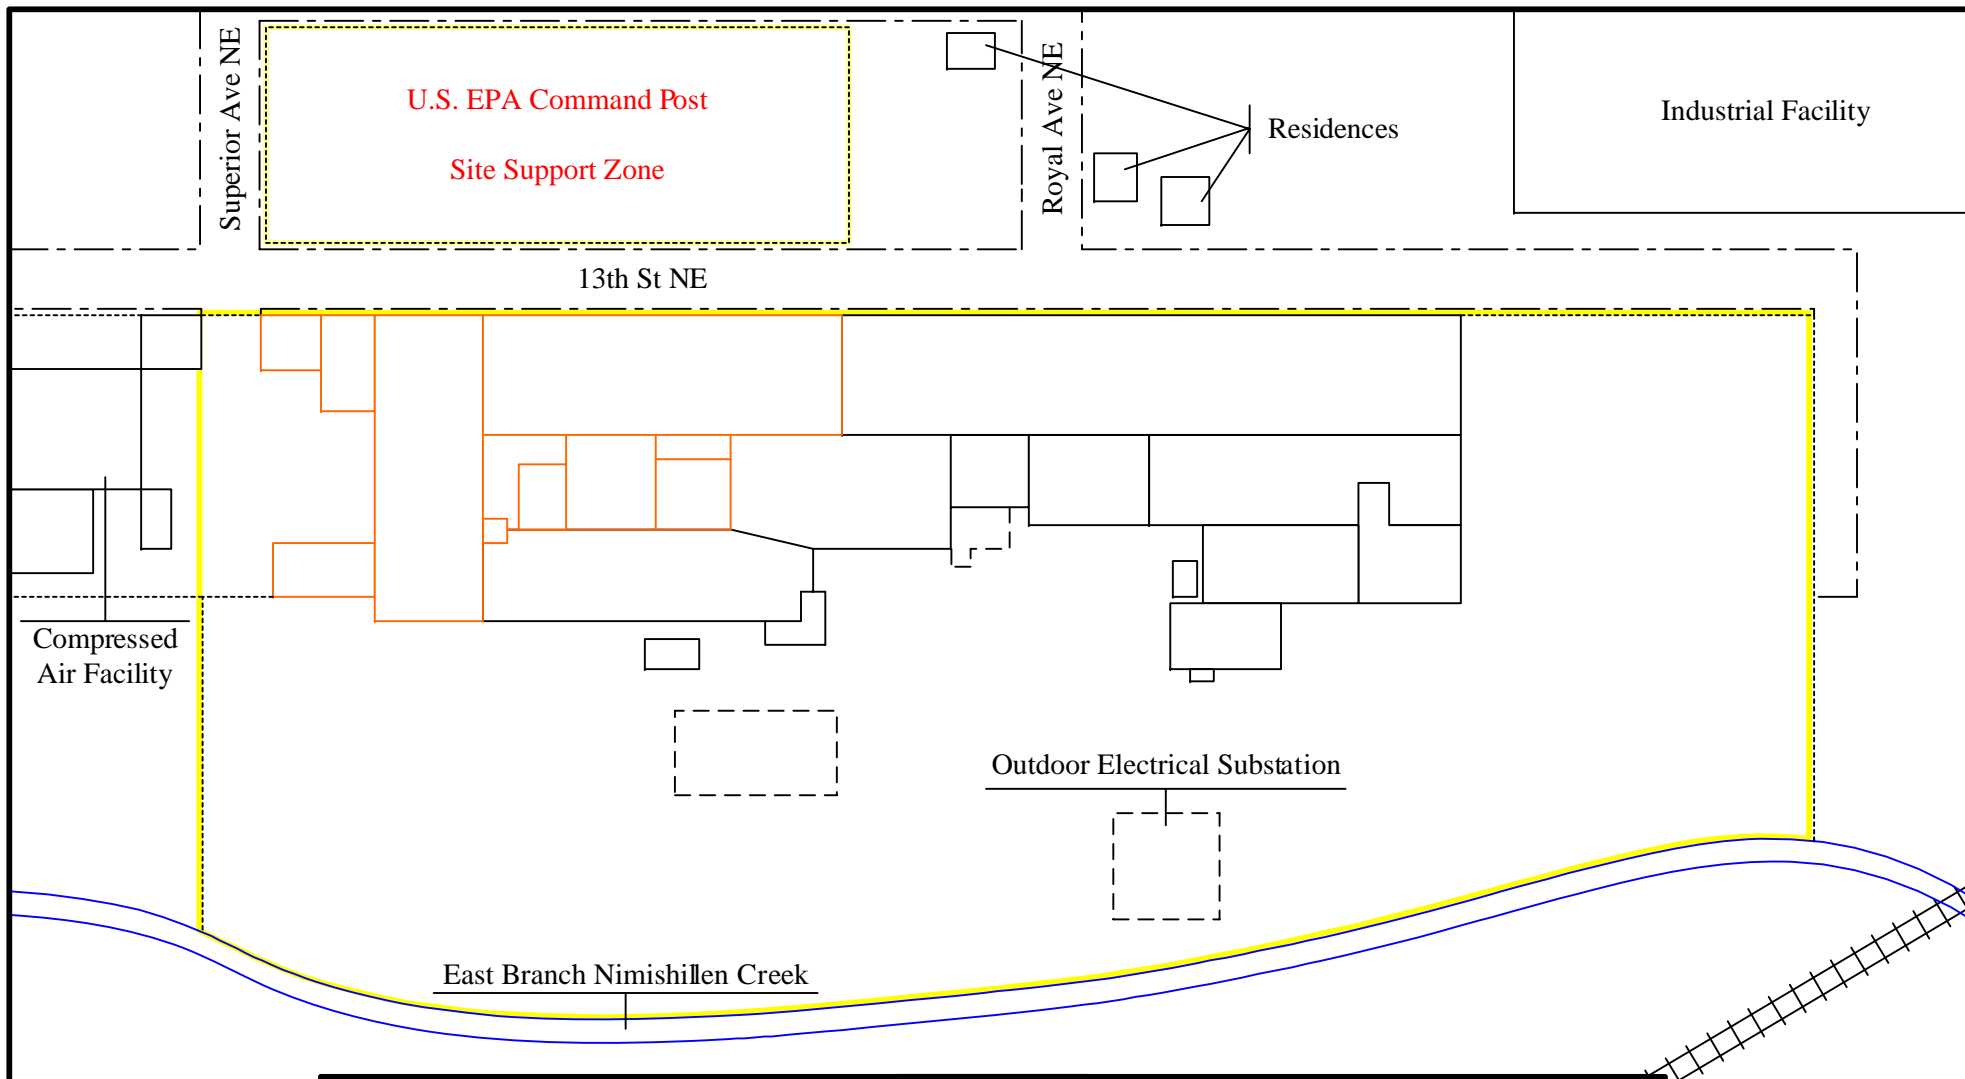 Superior Ave NE
U.S. EPA Command Post
Site Support Zone
Royal Ave NE
Residences
Industrial Facility
13th St NE
Compressed
Air Facility
Outdoor Electrical Substation
East Branch Nimishillen Creek